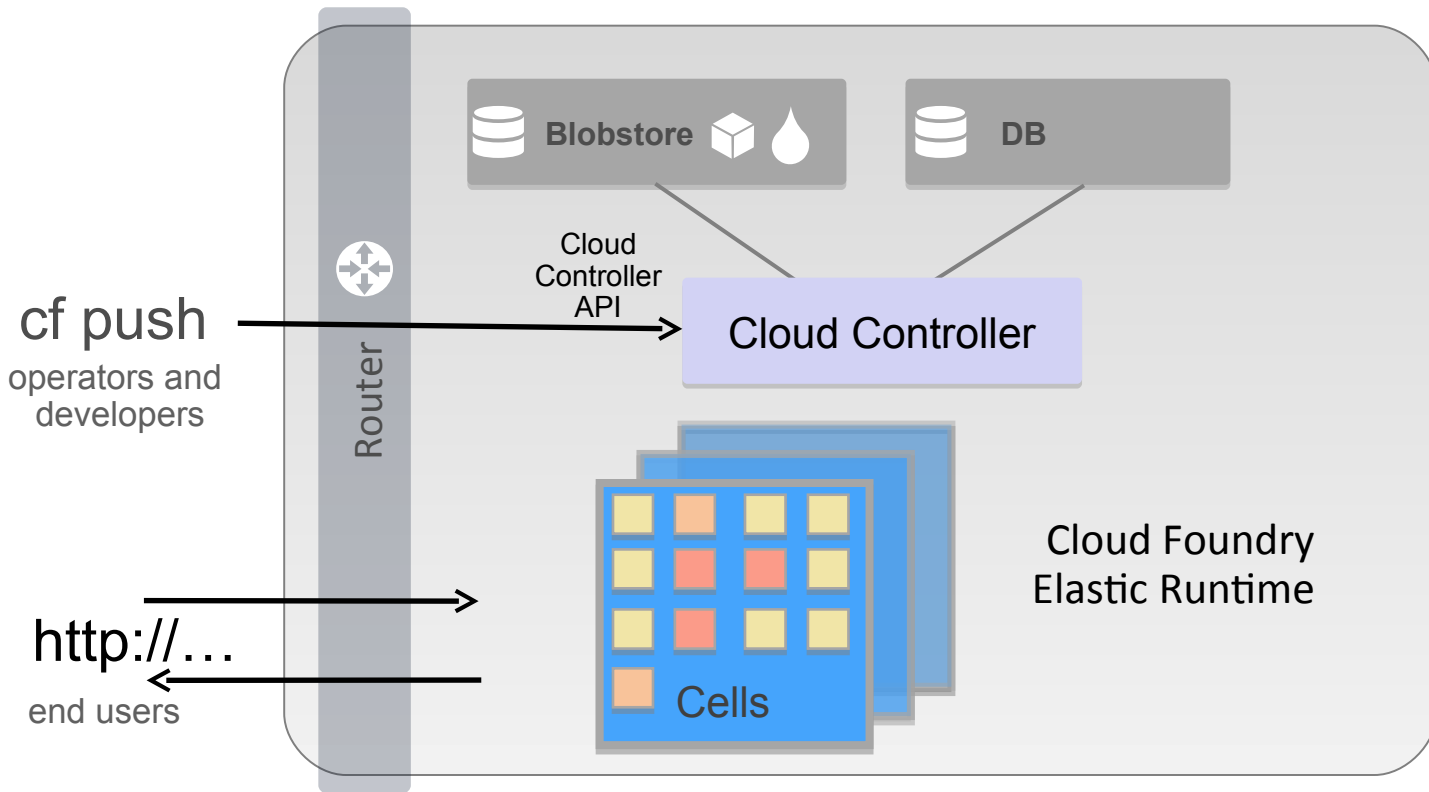 Blobstore
DB
Cloud
Controller
API
cf push
operators and
developers
Cloud Controller
Router
Cloud Foundry
Elastic Runtime
http://…
end users
Cells